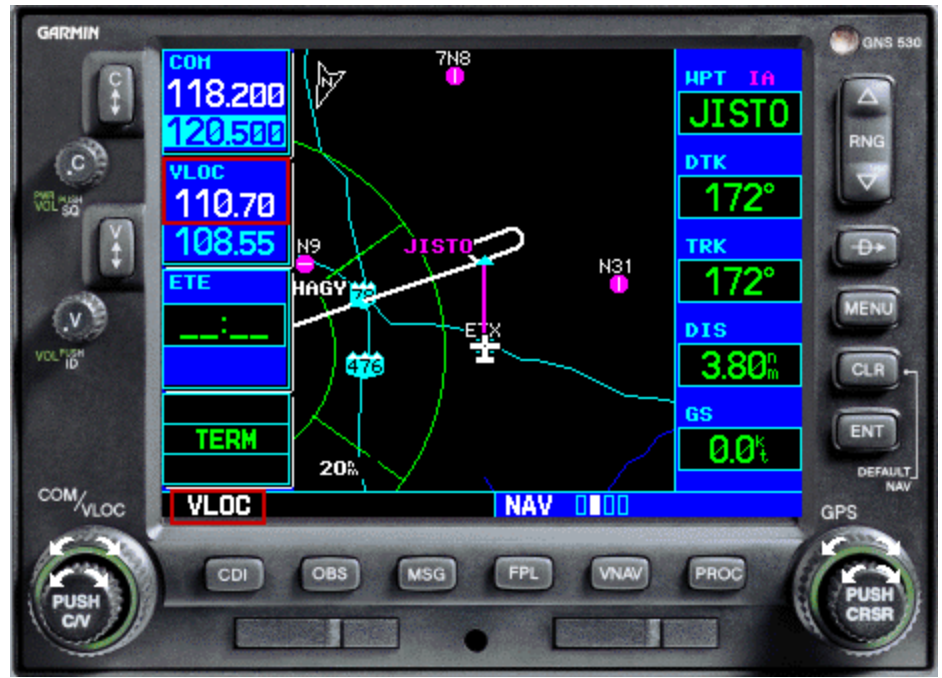 GARMIN
GNS 530
C
C
PWR
VOL
PUSH
SQ
V
V
VOL
PUSH
ID
COM/VLOC
PUSH
C/V
COM
118.200
120.500
VLOC
110.70
108.55
ETE
__:__
TERM
VLOC
N
7N8
N9
JISTO
HAGY
78
N31
ETX
476
20nm
NAV
WPT IA
JISTO
DTK
172°
TRK
172°
DIS
3.80nm
GS
0.0kt
RNG
D
MENU
CLR
ENT
DEFAULT
NAV
GPS
PUSH
CRSR
CDI
OBS
MSG
FPL
VNAV
PROC